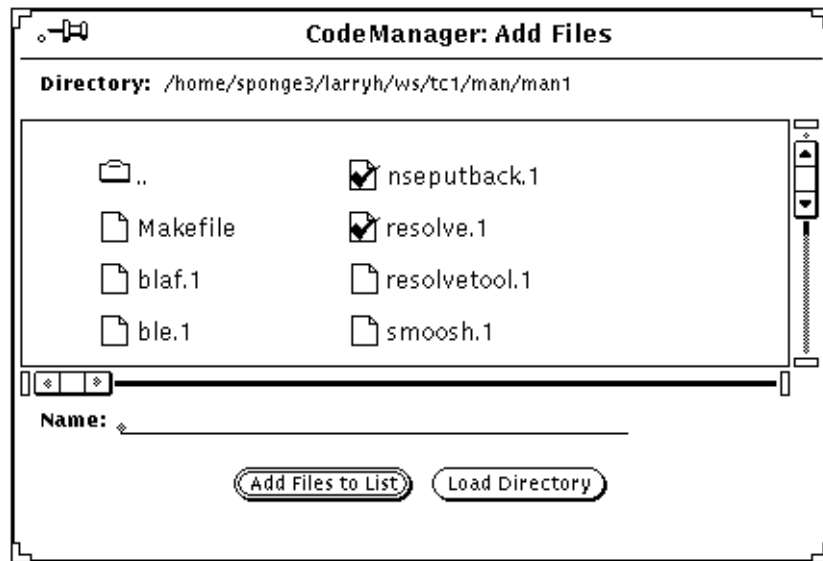 CodeManager: Add Files
Directory: /home/sponge3/larryh/ws/tc1/man/man1
.. nseputback.1
Makefile resolve.1
blaf.1 resolvetool.1
ble.1 smoosh.1
Name:
Add Files to List Load Directory